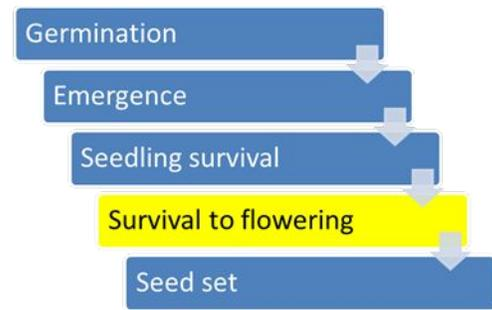 Germination
Emergence
Seedling survival
Survival to flowering
Seed set